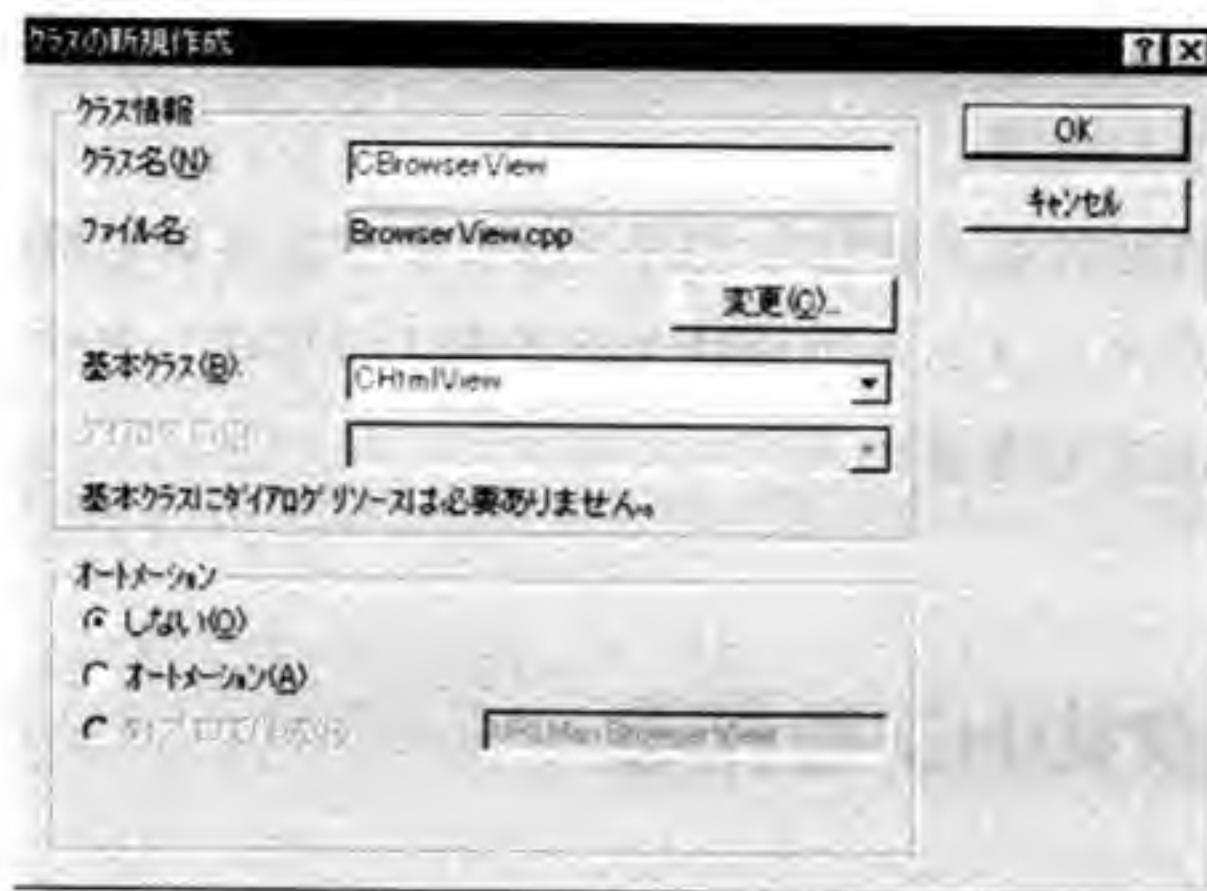 クラスの新規作成
クラス情報
クラス名(N):
CBrowserView
OK
キャンセル
ファイル名:
BrowserView.cpp
変更(C)...
基本クラス(B):
CHtmlView
基本クラスにダイアログ リソースは必要ありません。
オートメーション
しない(O)
オートメーション(A)